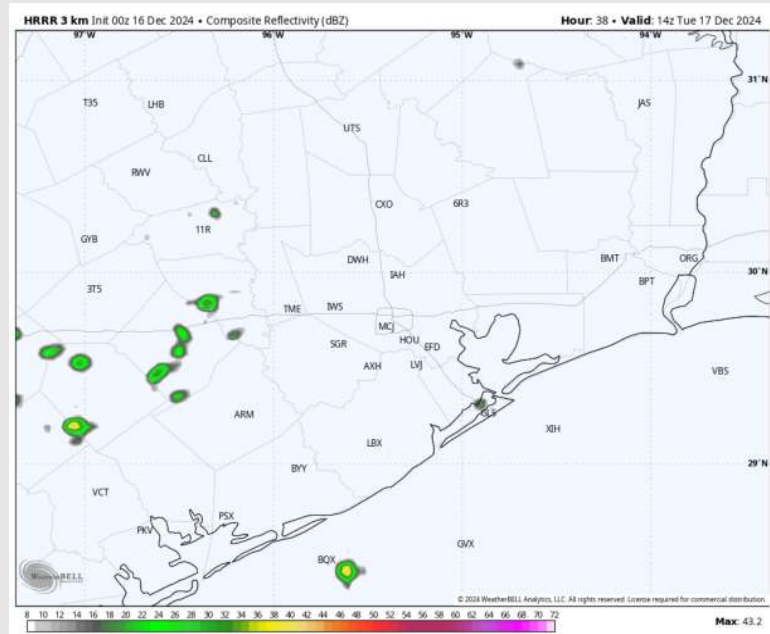 HRRR 3 km Init 00z 16 Dec 2024 • Composite Reflectivity (dBZ)
Hour: 38 • Valid: 14z Tue 17 Dec 2024
97°W 96°W 95°W 94°W
31°N
T35 LHB JAS
UTS
CLL
RWV
CXO 6R3
11R
GYB
DWH BMT ORG
30°N
IAH
BPT
3T5
TME IWS
MCJ
HOU
SGR EFD
AXH LVJ
VBS
GLS
ARM
XIH
LBX
29°N
BYY
VCT
PSX
PKV
GVX
BQX
WeatherBELL
© 2024 WeatherBELL Analytics, LLC. All rights reserved. License required for commercial distribution.
8 10 12 14 16 18 20 22 24 26 28 30 32 34 36 38 40 42 44 46 48 50 52 54 56 58 60 62 64 66 68 70 72
Max: 43.2